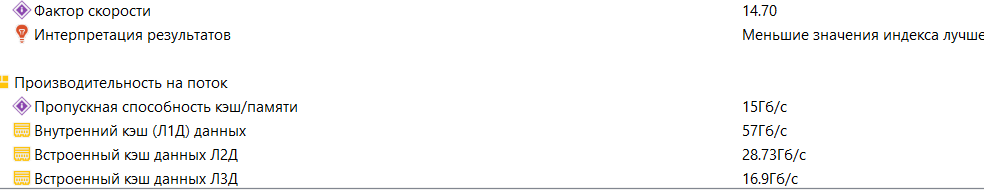 Фактор скорости 14.70
Интерпретация результатов Меньшие значения индекса лучше
Производительность на поток
Пропускная способность кэш/памяти 15Гб/с
Внутренний кэш (Л1Д) данных 57Гб/с
Встроенный кэш данных Л2Д 28.73Гб/с
Встроенный кэш данных Л3Д 16.9Гб/с